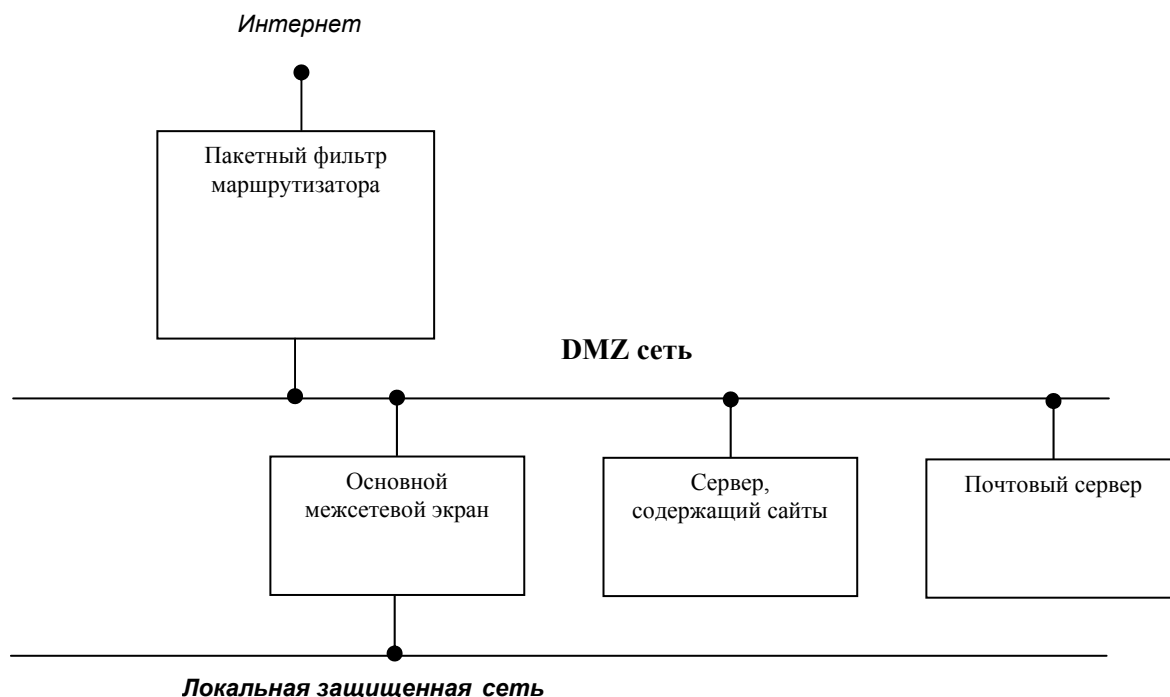 Интернет
Пакетный фильтр
маршрутизатора
DMZ сеть
Основной
межсетевой экран
Сервер,
содержащий сайты
Почтовый сервер
Локальная защищенная сеть